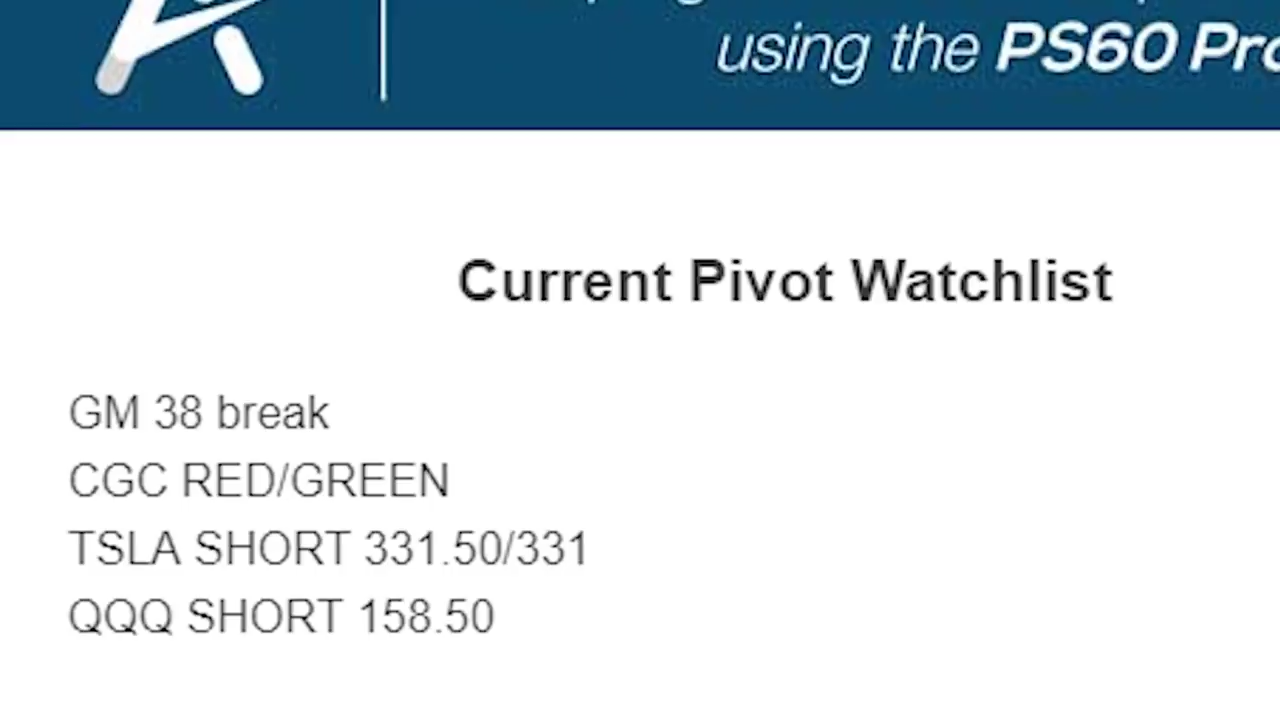 using the PS60
Current Pivot Watchlist
GM 38 break
CGC RED/GREEN
TSLA SHORT 331.50/331
QQQ SHORT 158.50